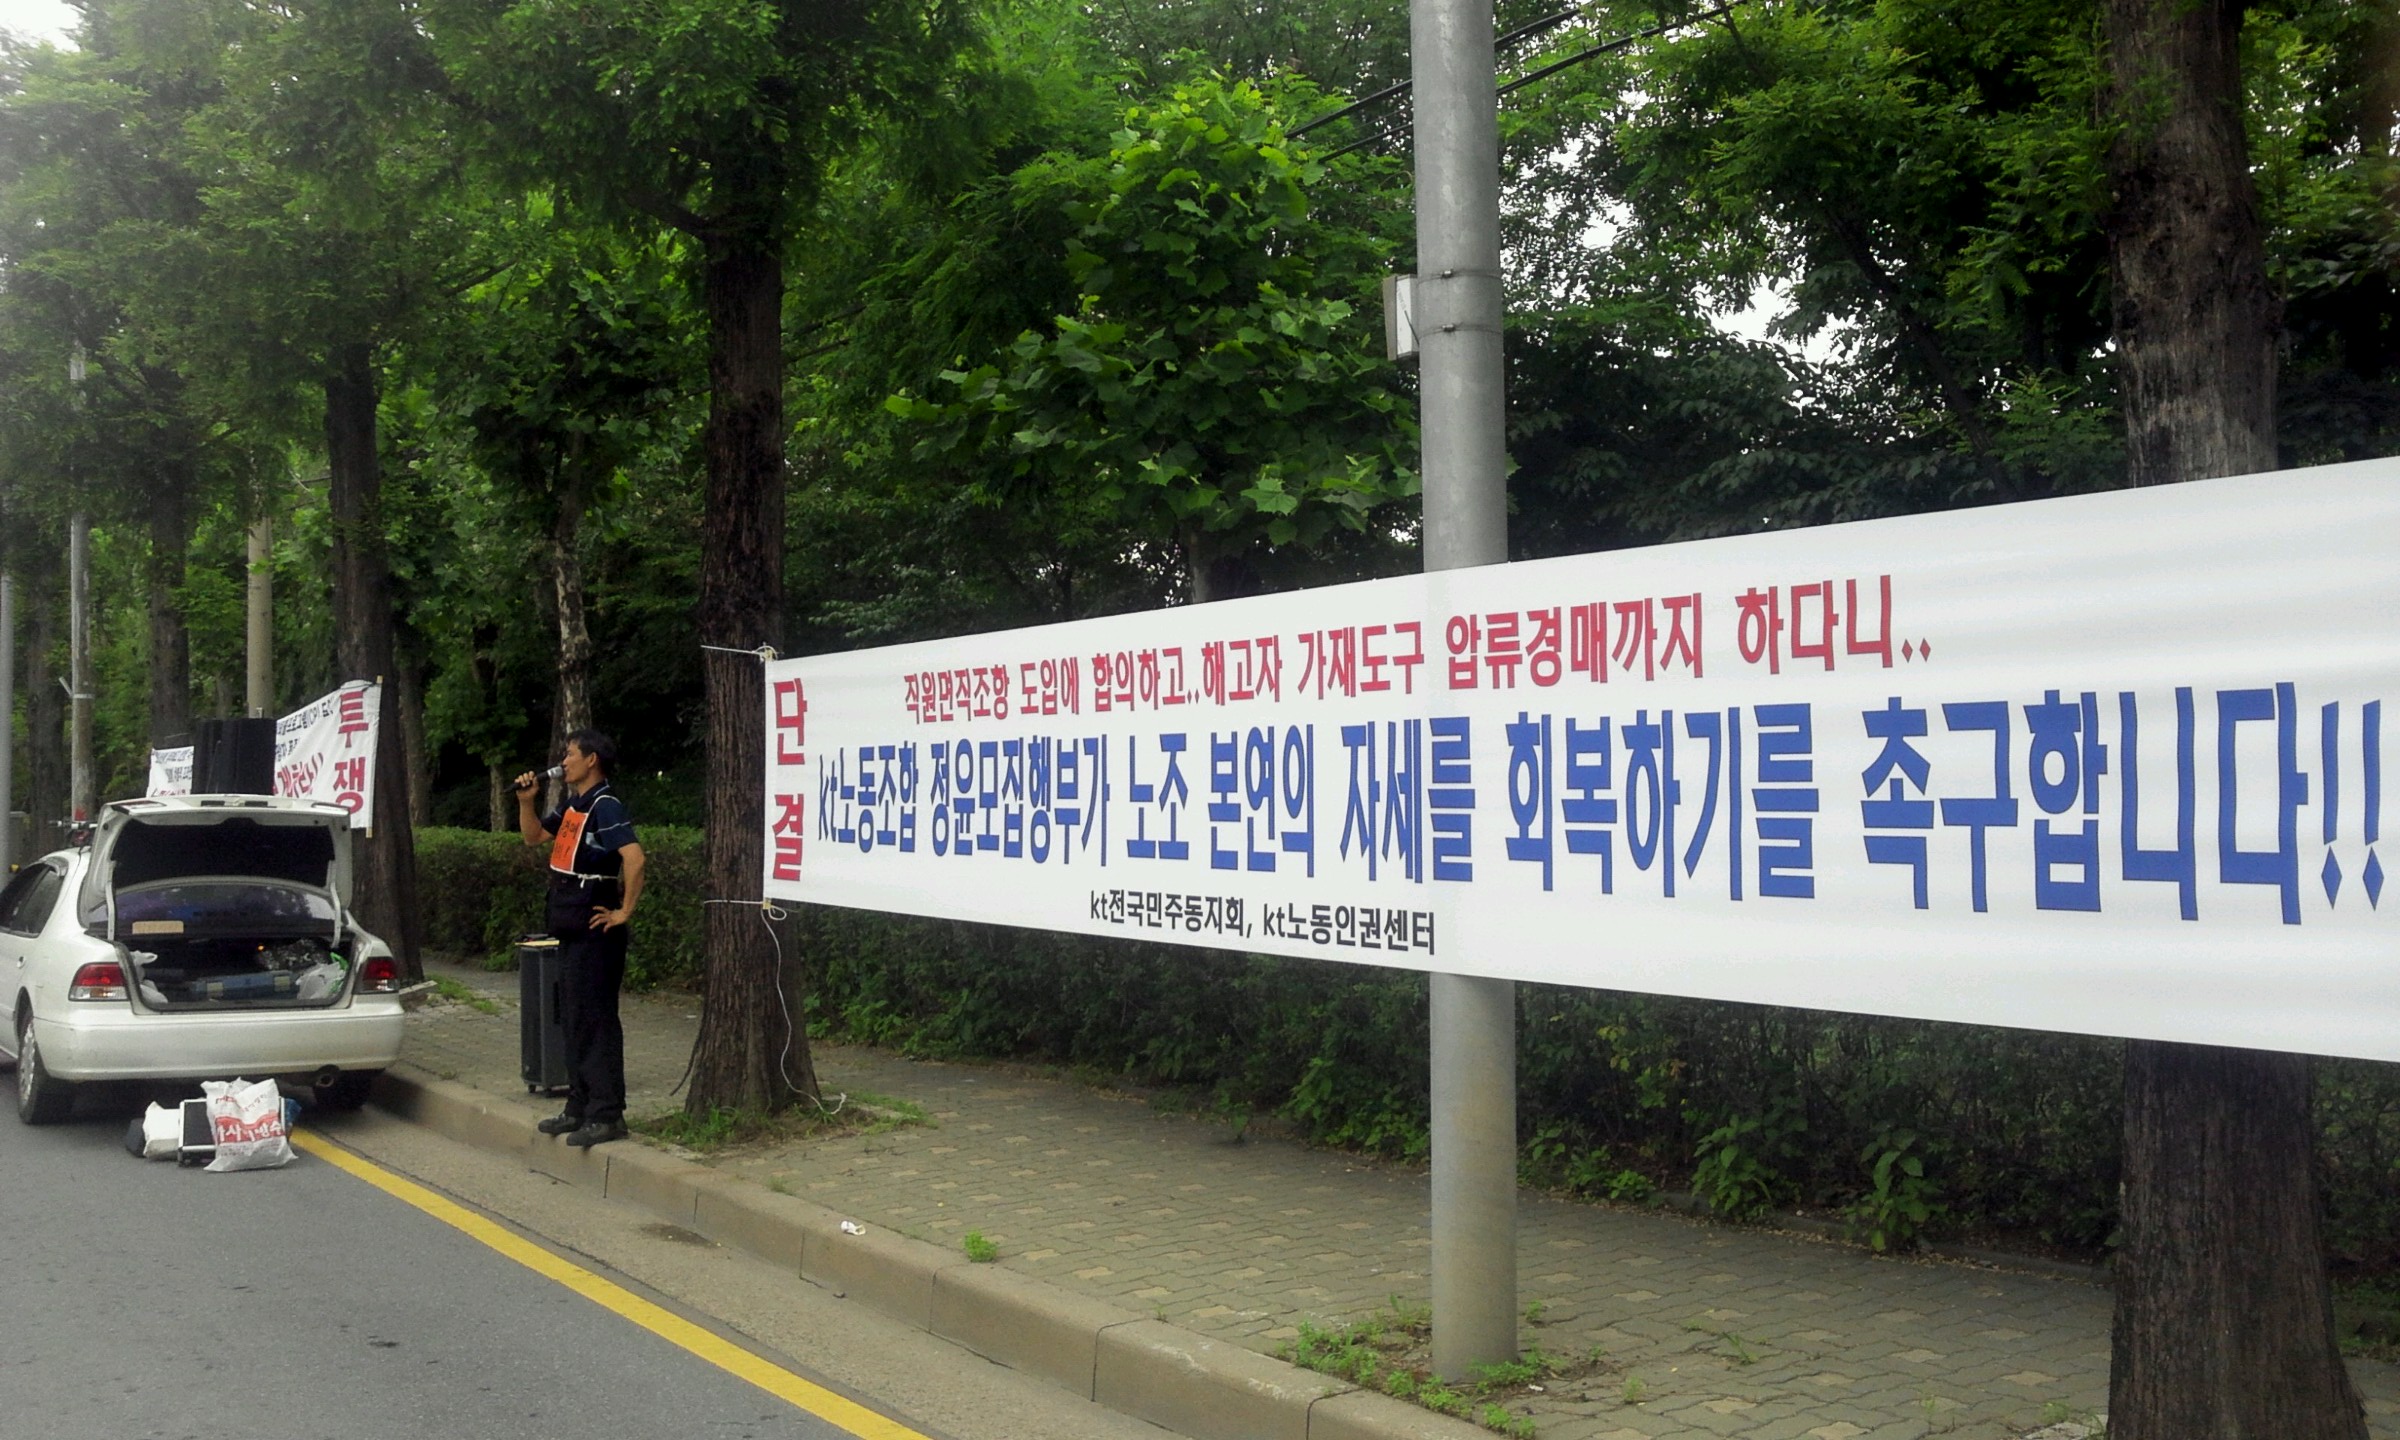 단결
직원면직조항 도입에 합의하고..해고자 가재도구 압류경매까지 하다니..
kt노동조합 정윤모집행부가 노조 본연의 자세를 회복하기를 촉구합니다!!
kt전국민주동지회, kt노동인권센터
투쟁